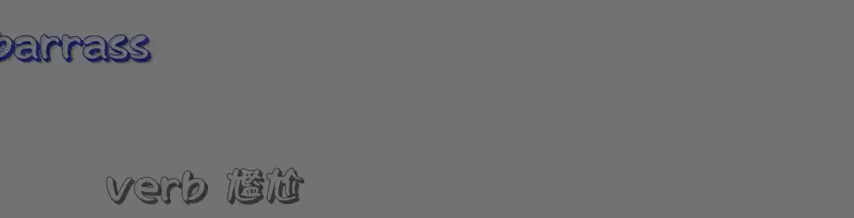 barrass
verb 尴尬